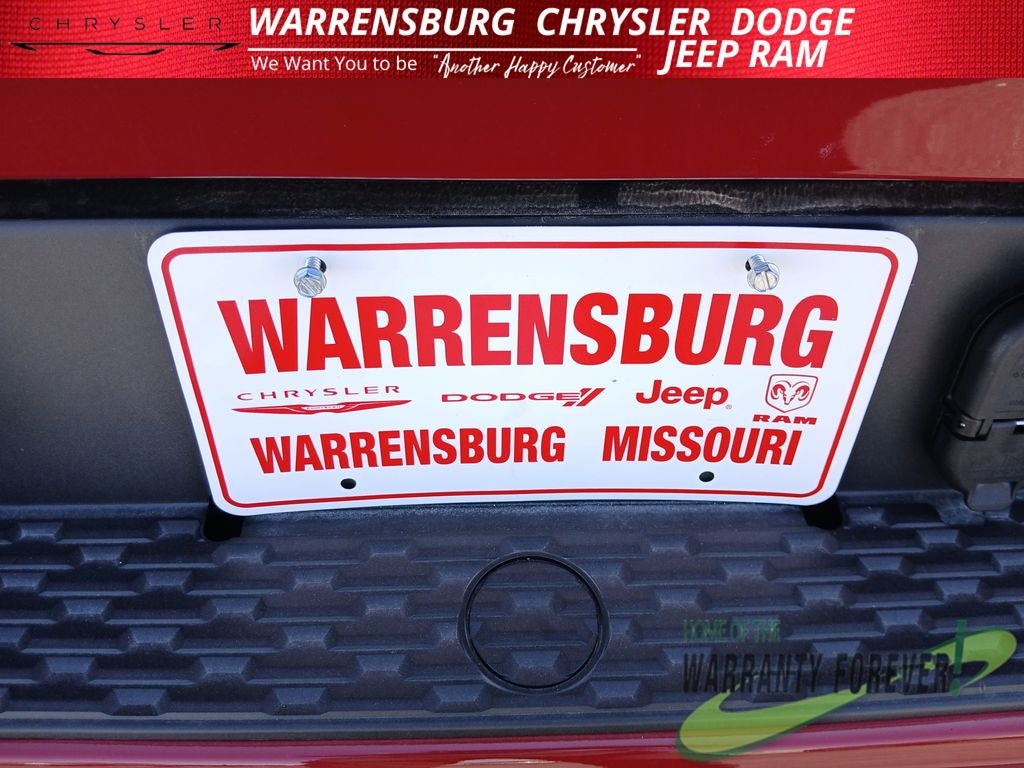 CHRYSLER
WARRENSBURG CHRYSLER DODGE
JEEP RAM
We Want You to be "Another Happy Customer"
WARRENSBURG
CHRYSLER DODGE Jeep RAM
WARRENSBURG MISSOURI
HOME OF THE
WARRANTY FOREVER!